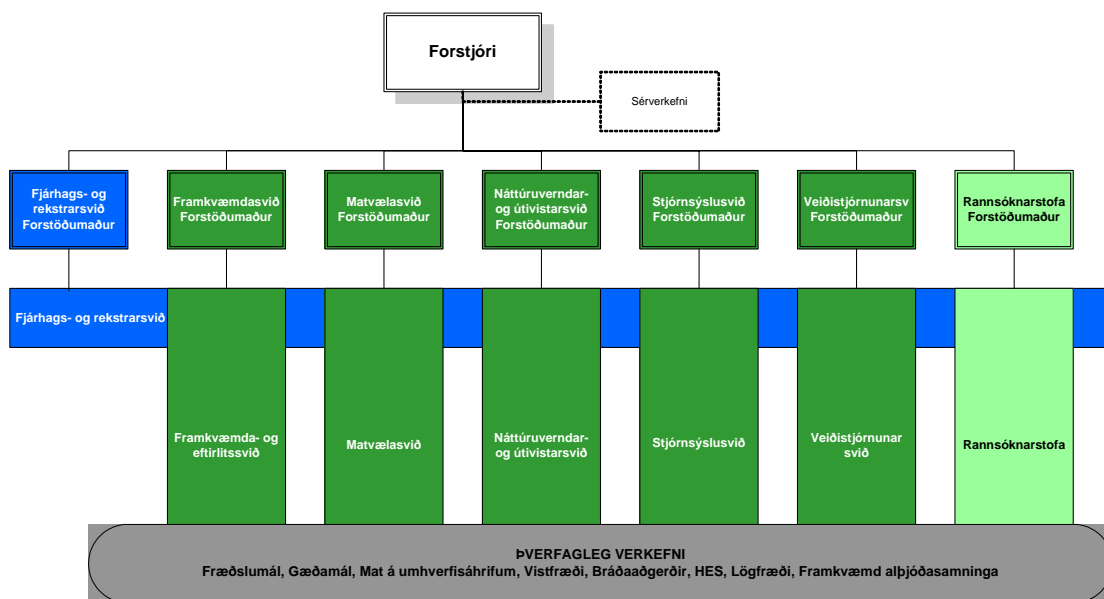 Forstjóri
Sérverkefni
Fjárhags- og
rekstrarsvið
Forstöðumaður
Framkvæmdasvið
Forstöðumaður
Matvælasvið
Forstöðumaður
Náttúruverndar-
og útivistarsvið
Forstöðumaður
Stjórnsýslusvið
Forstöðumaður
Veiðistjórnunarsv
Forstöðumaður
Rannsóknarstofa
Forstöðumaður
Fjárhags- og rekstrarsvið
Framkvæmda- og
eftirlitssvið
Matvælasvið
Náttúruverndar-
og útivistarsvið
Stjórnsýslusvið
Veiðistjórnunar
svið
Rannsóknarstofa
ÞVERFAGLEG VERKEFNI
Fræðslumál, Gæðamál, Mat á umhverfisáhrifum, Vistfræði, Bráðaaðgerðir, HES, Lögfræði, Framkvæmd alþjóðasamninga